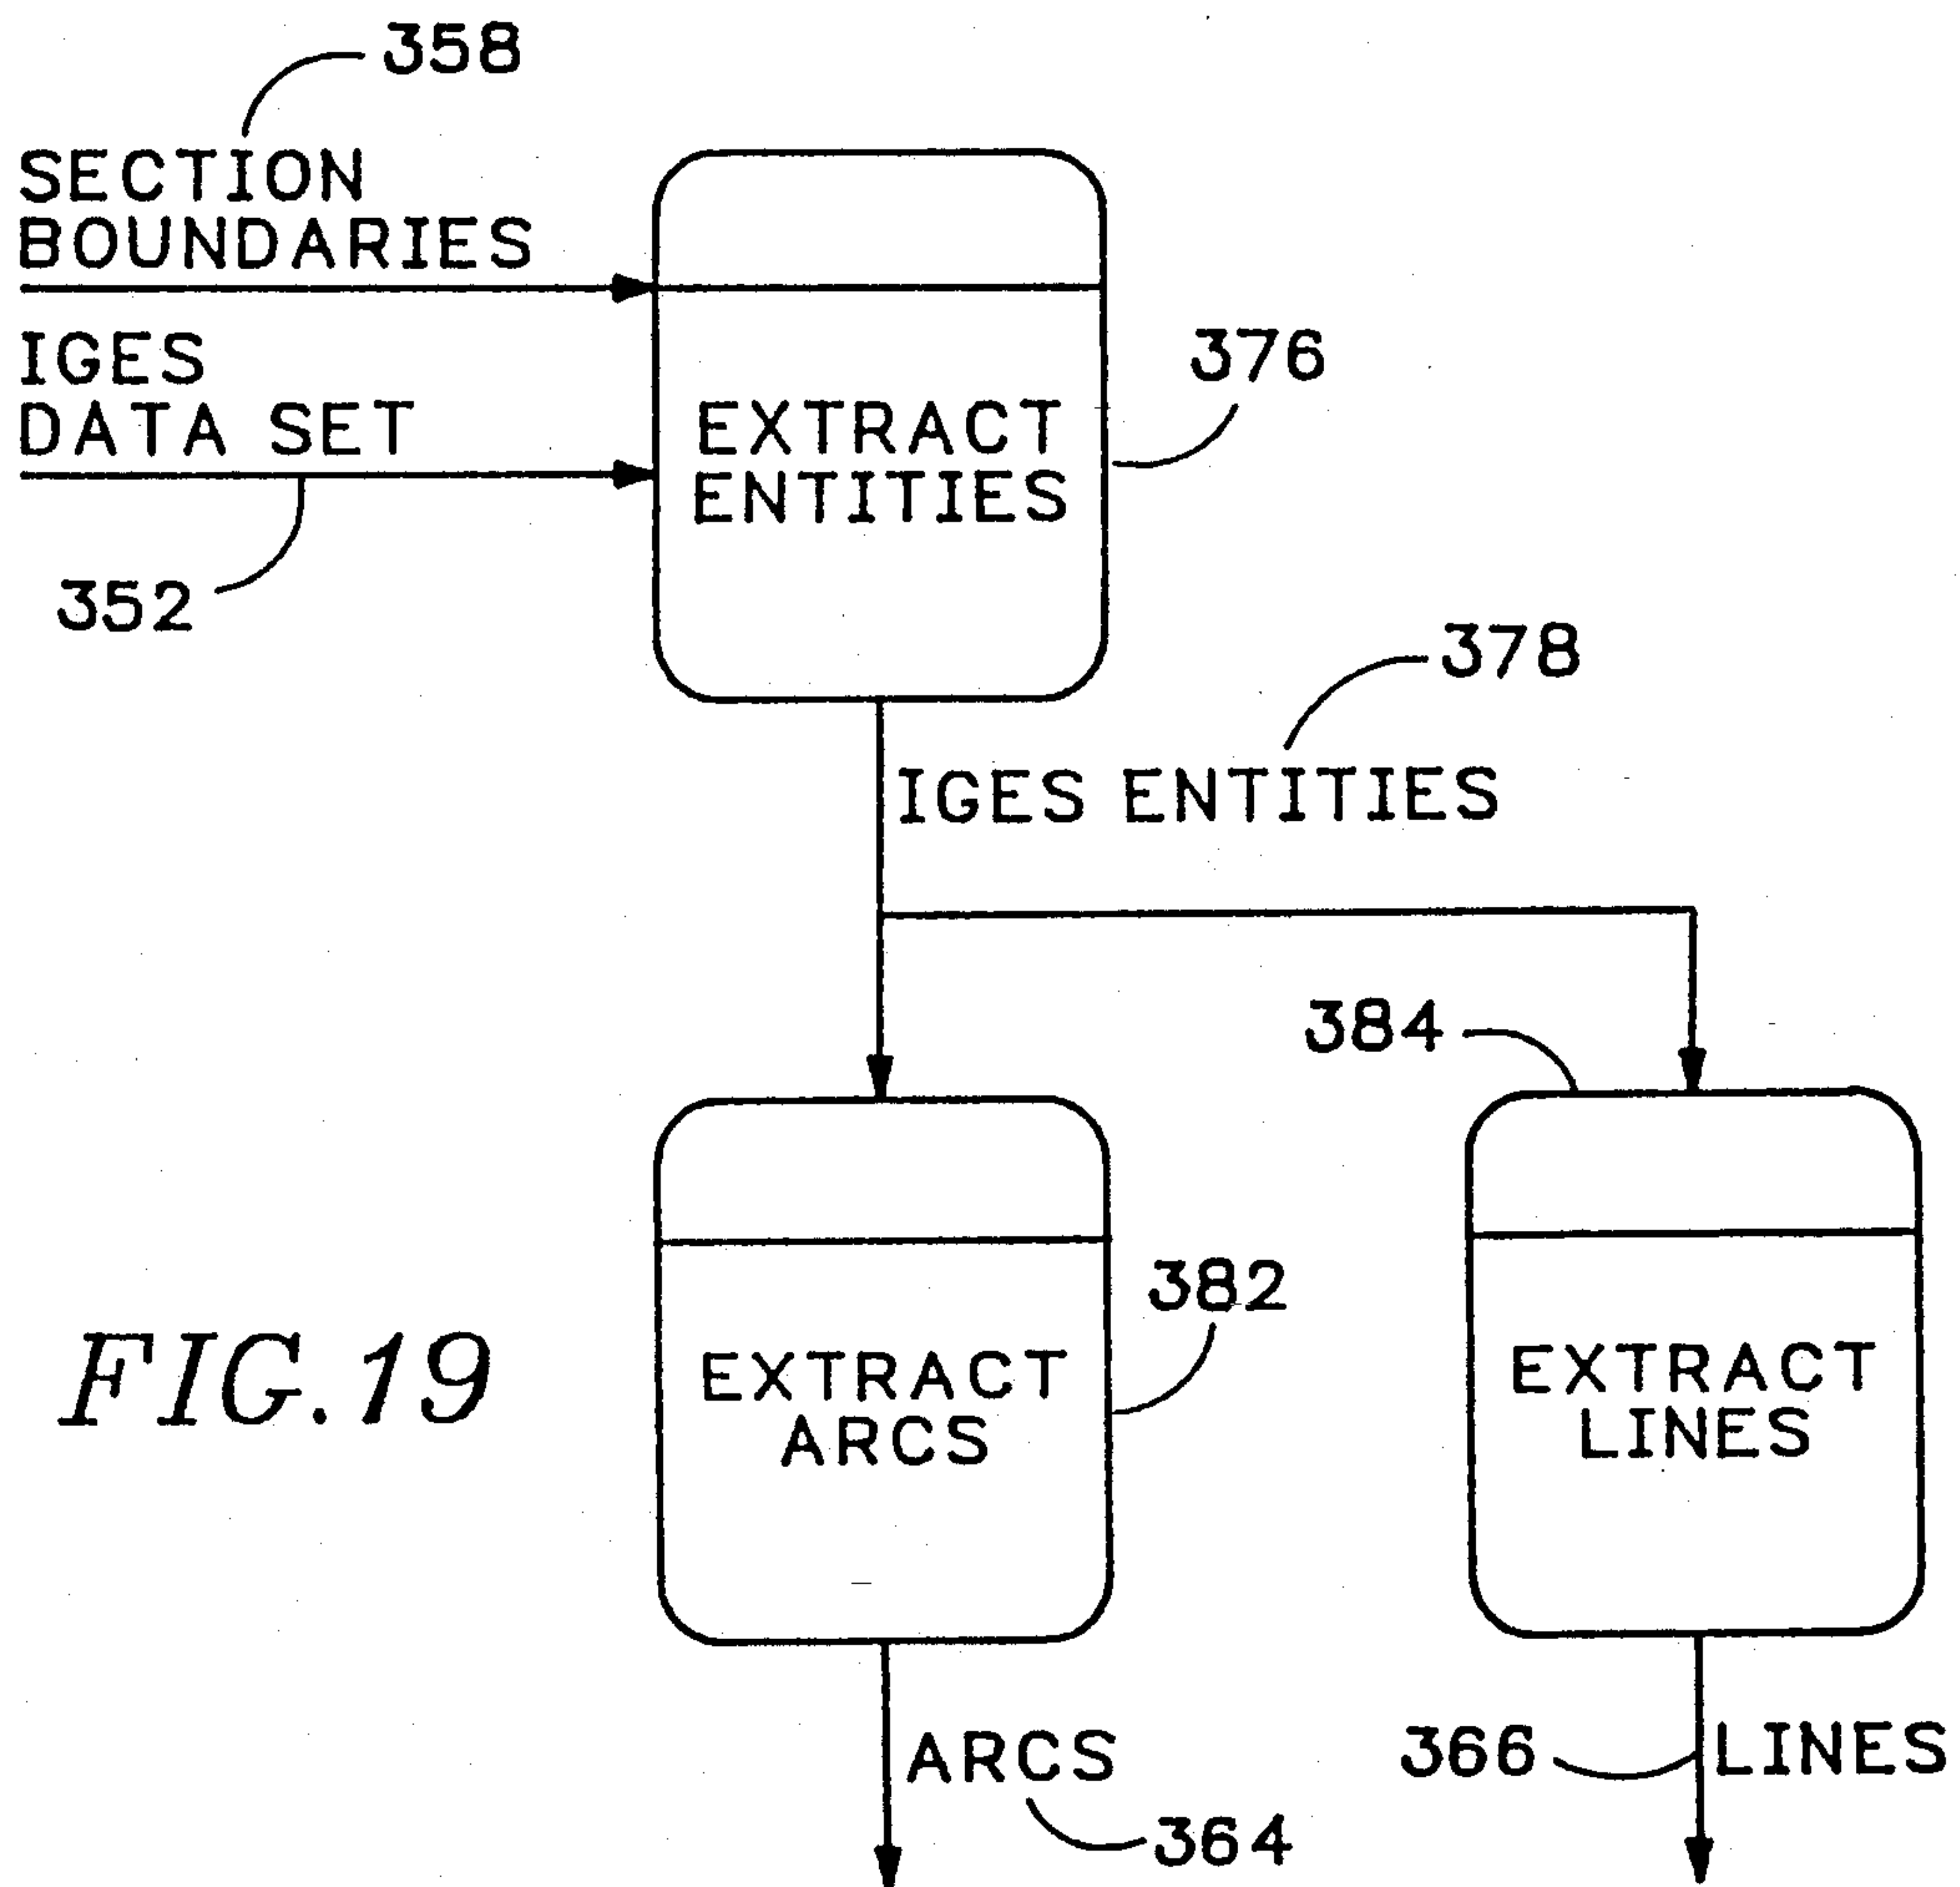 358
SECTION
BOUNDARIES
IGES
DATA SET
352
EXTRACT
ENTITIES
376
378
IGES ENTITIES
384
382
EXTRACT
ARCS
EXTRACT
LINES
FIG.19
ARCS
364
366
LINES